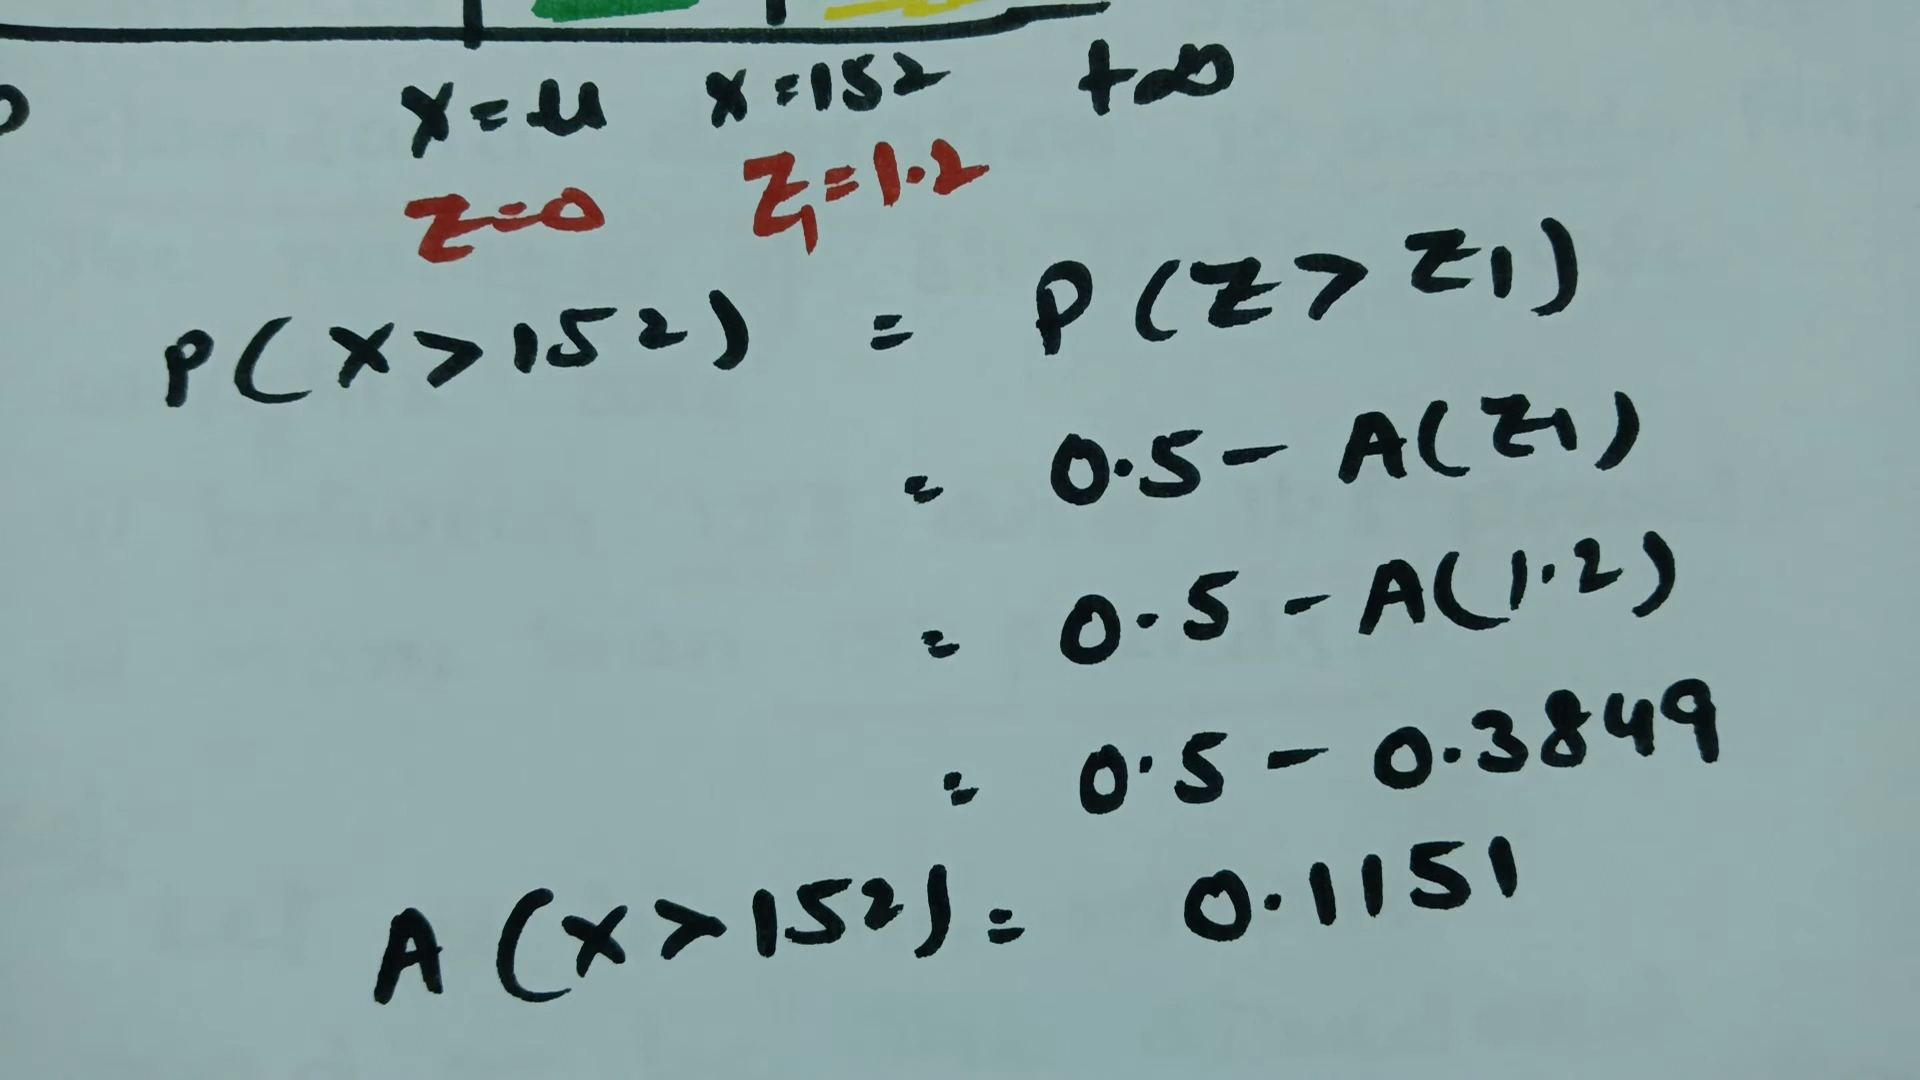 x=μ x=152 +∞
z=0 z1=1.2
P(x>152) = P(z>z1)
= 0.5- A(z1)
= 0.5 - A(1.2)
= 0.5 - 0.3849
A(x>152)= 0.1151